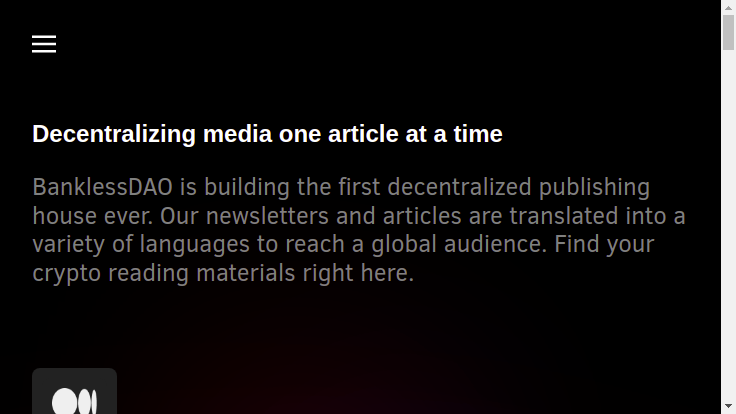 Decentralizing media one article at a time
BanklessDAO is building the first decentralized publishing
house ever. Our newsletters and articles are translated into a
variety of languages to reach a global audience. Find your
crypto reading materials right here.